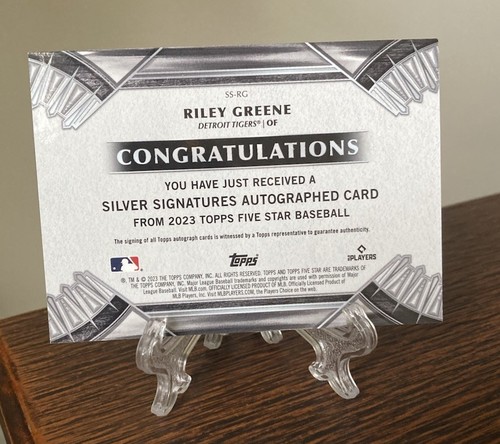 SS-RG
RILEY GREENE
DETROIT TIGERS® | OF
CONGRATULATIONS
YOU HAVE JUST RECEIVED A
SILVER SIGNATURES AUTOGRAPHED CARD
FROM 2023 TOPPS FIVE STAR BASEBALL
The signing of all Topps autograph cards is witnessed by a Topps representative to guarantee authenticity.
Topps
PLAYERS
®, TM & © 2023 THE TOPPS COMPANY, INC. ALL RIGHTS RESERVED. TOPPS AND TOPPS FIVE STAR ARE TRADEMARKS OF
THE TOPPS COMPANY, INC. Major League Baseball trademarks and copyrights are used with permission of Major
League Baseball. Visit MLB.com. OFFICIALLY LICENSED PRODUCT OF MLB. Officially Licensed Product of
MLB Players, Inc. Visit MLBPLAYERS.COM, the Players Choice on the web.